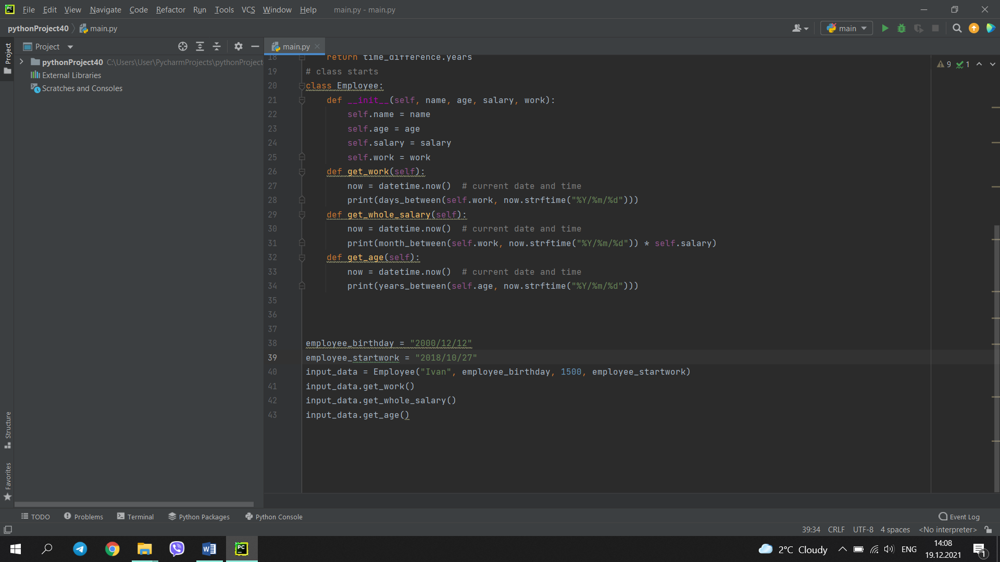 File Edit View Navigate Code Refactor Run Tools VCS Window Help main.py - main.py
pythonProject40 main.py main
Project
Project
main.py
pythonProject40 C:\Users\User\PycharmProjects\pythonProject
External Libraries
Scratches and Consoles
9 1
18 return time_difference.years
19 # class starts
20 class Employee:
21 def __init__(self, name, age, salary, work):
22 self.name = name
23 self.age = age
24 self.salary = salary
25 self.work = work
26 def get_work(self):
27 now = datetime.now() # current date and time
28 print(days_between(self.work, now.strftime("%Y/%m/%d")))
29 def get_whole_salary(self):
30 now = datetime.now() # current date and time
31 print(month_between(self.work, now.strftime("%Y/%m/%d")) * self.salary)
32 def get_age(self):
33 now = datetime.now() # current date and time
34 print(years_between(self.age, now.strftime("%Y/%m/%d")))
35
36
37
38 employee_birthday = "2000/12/12"
39 employee_startwork = "2018/10/27"
40 input_data = Employee("Ivan", employee_birthday, 1500, employee_startwork)
41 input_data.get_work()
42 input_data.get_whole_salary()
43 input_data.get_age()
Structure
Favorites
TODO Problems Terminal Python Packages Python Console Event Log
39:34 CRLF UTF-8 4 spaces <No interpreter>
2°C Cloudy ENG
14:08
19.12.2021
1